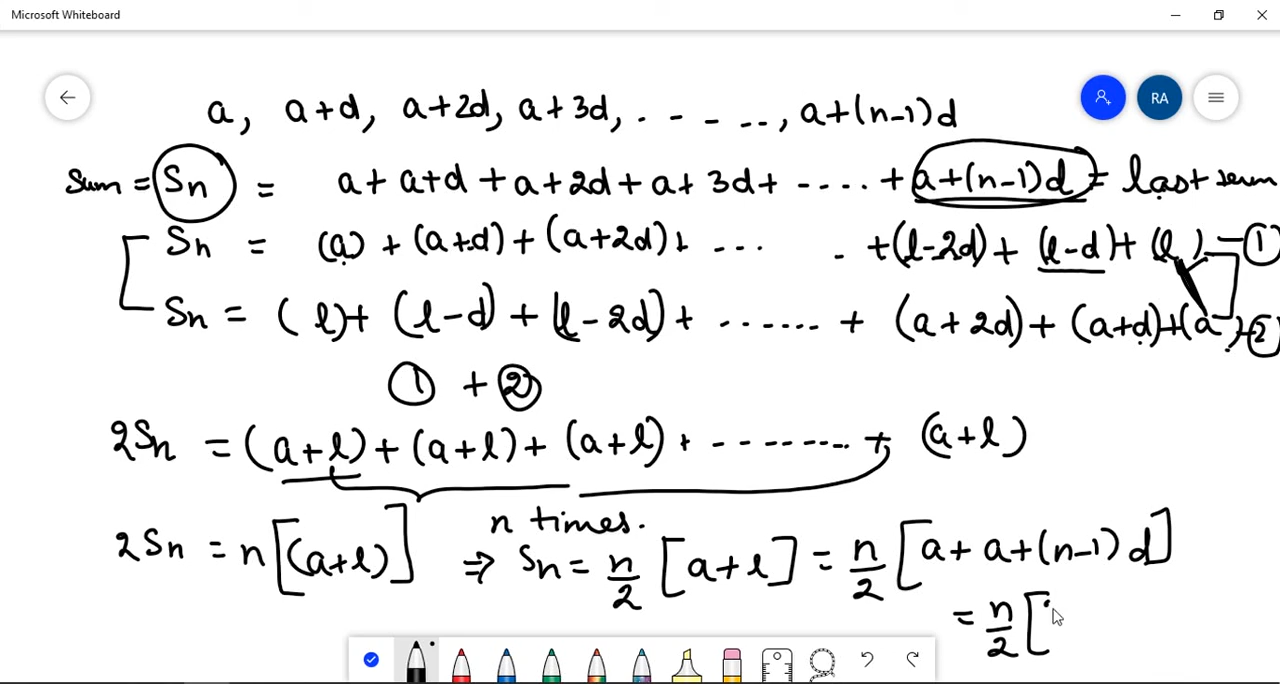 Microsoft Whiteboard
RA
a, a+d, a+2d, a+3d, . - - .., a+(n-1)d
Sum = Sn = a + a+d + a+2d + a+3d + ..... + a+(n-1)d = last term
Sn = (a) + (a+d) + (a+2d) + ... . +(l-2d) + (l-d) + (l) - ①
Sn = (l)+ (l-d) + (l-2d) + ...... + (a+2d) + (a+d)+(a) - ②
① + ②
2Sn = (a+l) + (a+l) + (a+l) + ------.. + (a+l)
n times.
2Sn = n[(a+l)] ⇒ Sn = n/2 [a+l] = n/2 [a + a+(n-1)d]
= n/2 [